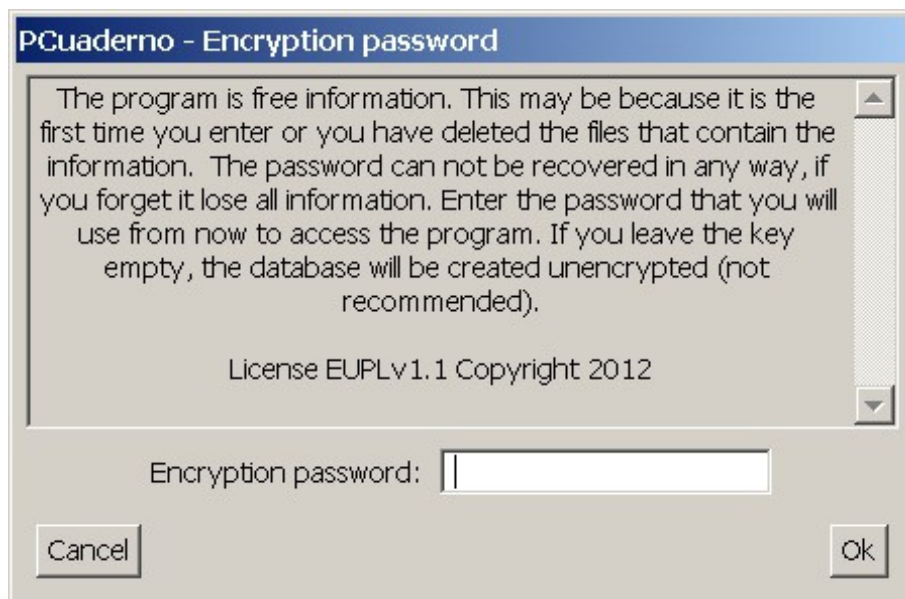 PCuaderno - Encryption password
The program is free information. This may be because it is the
first time you enter or you have deleted the files that contain the
information.  The password can not be recovered in any way, if
you forget it lose all information. Enter the password that you will
use from now to access the program. If you leave the key
empty, the database will be created unencrypted (not
recommended).
License EUPLv1.1 Copyright 2012
Encryption password:
Cancel
Ok